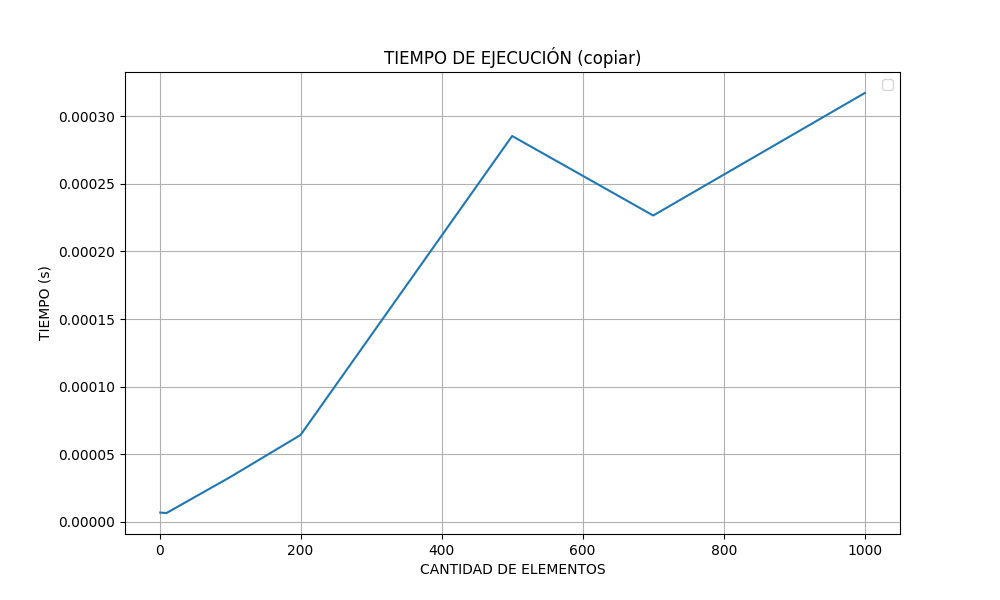 TIEMPO DE EJECUCIÓN (copiar)
0.00030
0.00025
0.00020
0.00015
0.00010
0.00005
0.00000
TIEMPO (s)
0 200 400 600 800 1000
CANTIDAD DE ELEMENTOS